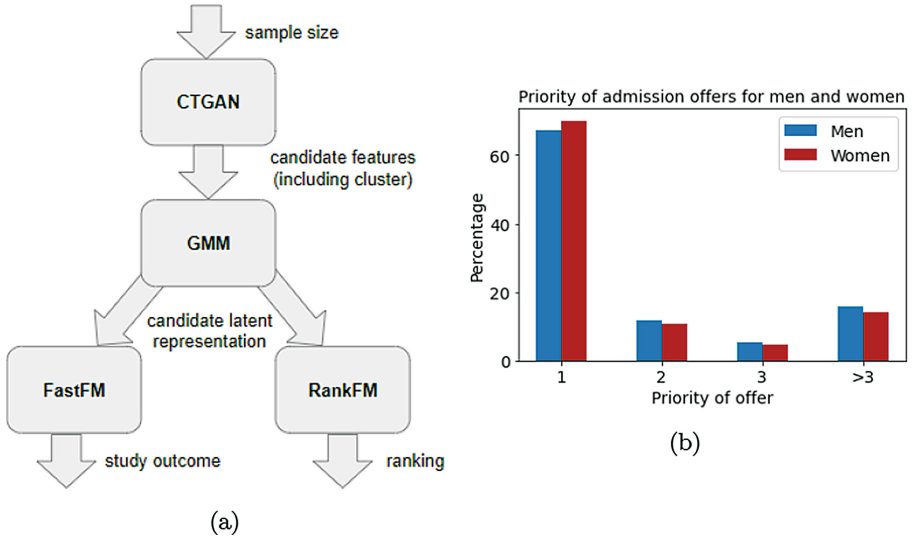 sample size
CTGAN
candidate features
(including cluster)
GMM
candidate latent
representation
FastFM
RankFM
study outcome
ranking
(a)
Priority of admission offers for men and women
Men
Women
Percentage
60
40
20
0
1
2
3
>3
Priority of offer
(b)